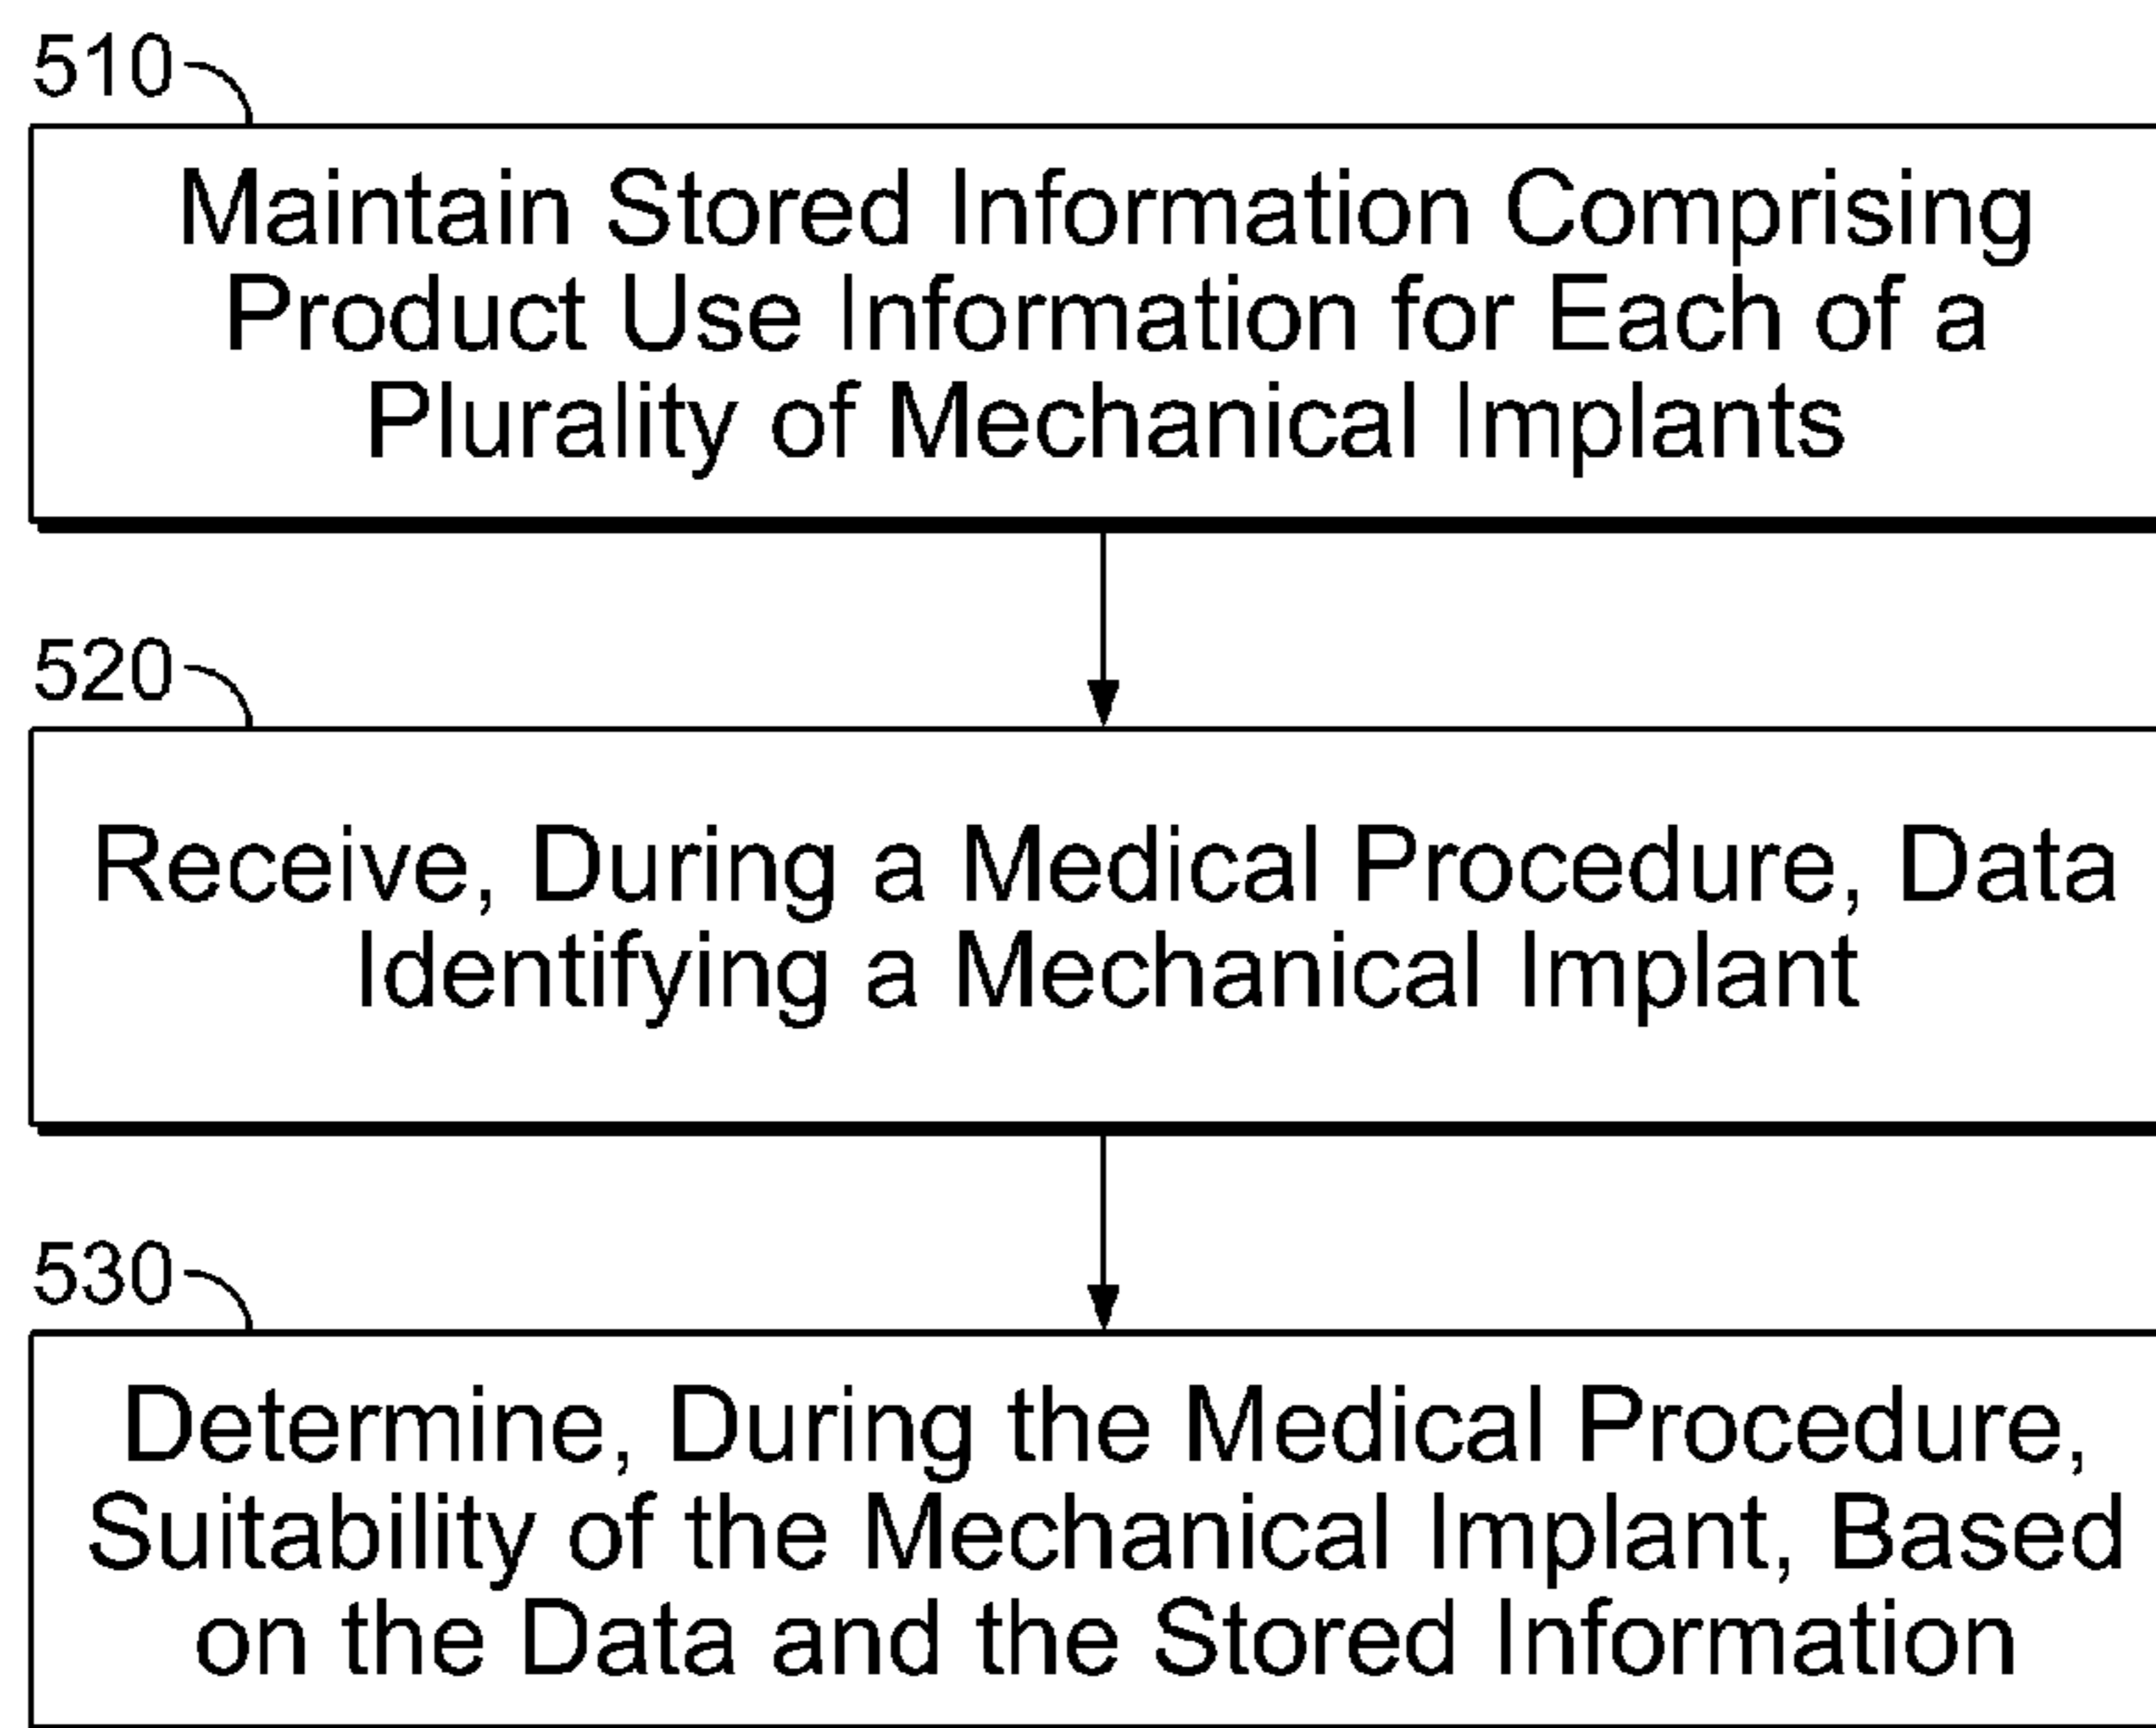 510
Maintain Stored Information Comprising
Product Use Information for Each of a
Plurality of Mechanical Implants
520
Receive, During a Medical Procedure, Data
Identifying a Mechanical Implant
530
Determine, During the Medical Procedure,
Suitability of the Mechanical Implant, Based
on the Data and the Stored Information